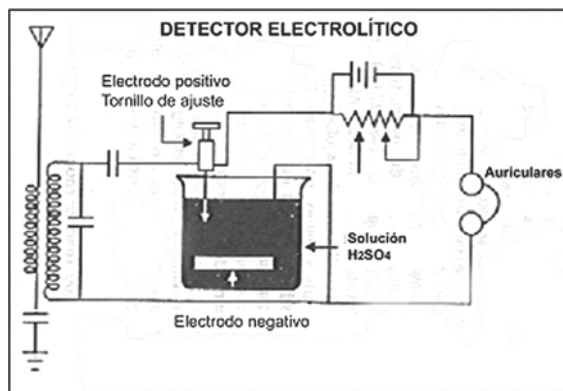 DETECTOR ELECTROLÍTICO
Electrodo positivo
Tornillo de ajuste
Auriculares
Solución
H2SO4
Electrodo negativo